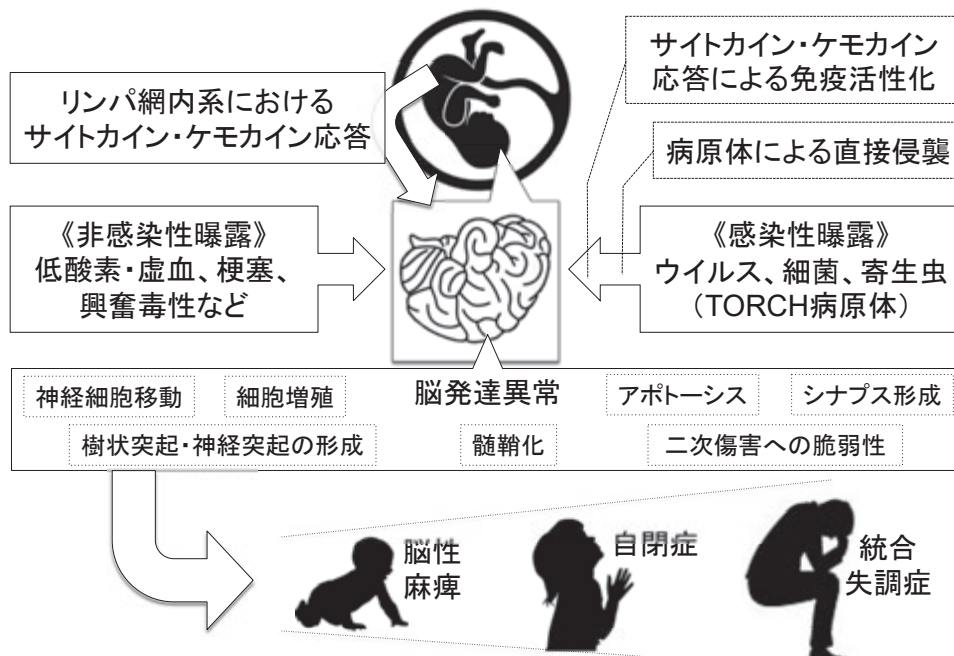 サイトカイン・ケモカイン
応答による免疫活性化
リンパ網内系における
サイトカイン・ケモカイン応答
病原体による直接侵襲
《非感染性曝露》
低酸素・虚血、梗塞、
興奮毒性など
《感染性曝露》
ウイルス、細菌、寄生虫
（TORCH病原体）
神経細胞移動
細胞増殖
脳発達異常
アポトーシス
シナプス形成
樹状突起・神経突起の形成
髄鞘化
二次傷害への脆弱性
脳性
麻痺
自閉症
統合
失調症